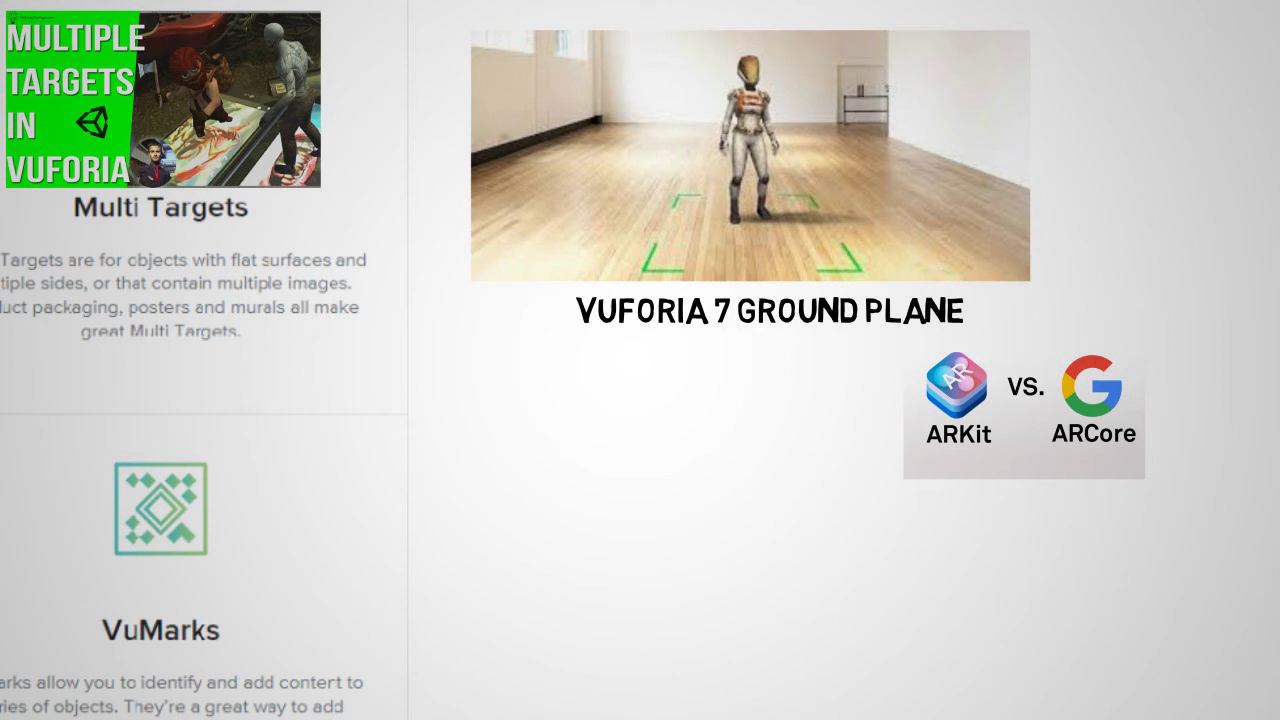 MULTIPLE
TARGETS
IN
VUFORIA
Multi Targets
Targets are for objects with flat surfaces and
tiple sides, or that contain multiple images.
uct packaging, posters and murals all make
great Multi Targets.
VuMarks
arks allow you to identify and add content to
ries of objects. They're a great way to add
VUFORIA 7 GROUND PLANE
AR
VS.
ARKit
ARCore